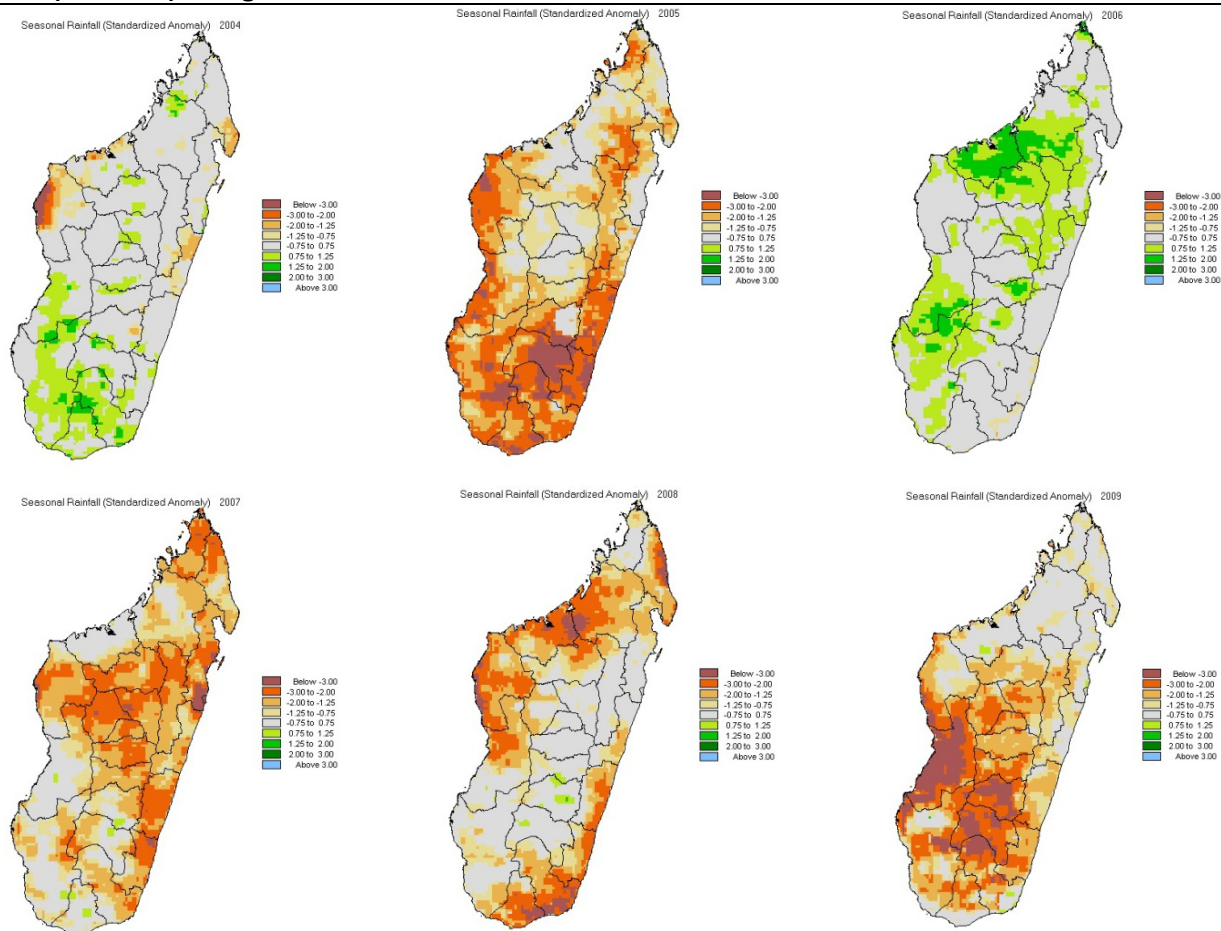 Seasonal Rainfall (Standardized Anomaly) 2004
Below -3.00
-3.00 to -2.00
-2.00 to -1.25
-1.25 to -0.75
-0.75 to 0.75
0.75 to 1.25
1.25 to 2.00
2.00 to 3.00
Above 3.00
Seasonal Rainfall (Standardized Anomaly) 2005
Below -3.00
-3.00 to -2.00
-2.00 to -1.25
-1.25 to -0.75
-0.75 to 0.75
0.75 to 1.25
1.25 to 2.00
2.00 to 3.00
Above 3.00
Seasonal Rainfall (Standardized Anomaly) 2006
Below -3.00
-3.00 to -2.00
-2.00 to -1.25
-1.25 to -0.75
-0.75 to 0.75
0.75 to 1.25
1.25 to 2.00
2.00 to 3.00
Above 3.00
Seasonal Rainfall (Standardized Anomaly) 2007
Below -3.00
-3.00 to -2.00
-2.00 to -1.25
-1.25 to -0.75
-0.75 to 0.75
0.75 to 1.25
1.25 to 2.00
2.00 to 3.00
Above 3.00
Seasonal Rainfall (Standardized Anomaly) 2008
Below -3.00
-3.00 to -2.00
-2.00 to -1.25
-1.25 to -0.75
-0.75 to 0.75
0.75 to 1.25
1.25 to 2.00
2.00 to 3.00
Above 3.00
Seasonal Rainfall (Standardized Anomaly) 2009
Below -3.00
-3.00 to -2.00
-2.00 to -1.25
-1.25 to -0.75
-0.75 to 0.75
0.75 to 1.25
1.25 to 2.00
2.00 to 3.00
Above 3.00